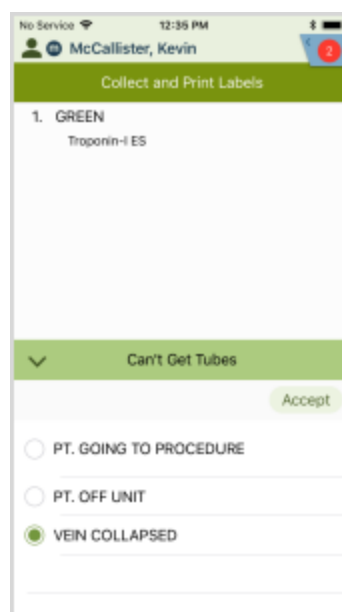 No Service 12:35 PM
McCallister, Kevin
2
Collect and Print Labels
1. GREEN
Troponin-I ES
Can't Get Tubes
Accept
PT. GOING TO PROCEDURE
PT. OFF UNIT
VEIN COLLAPSED